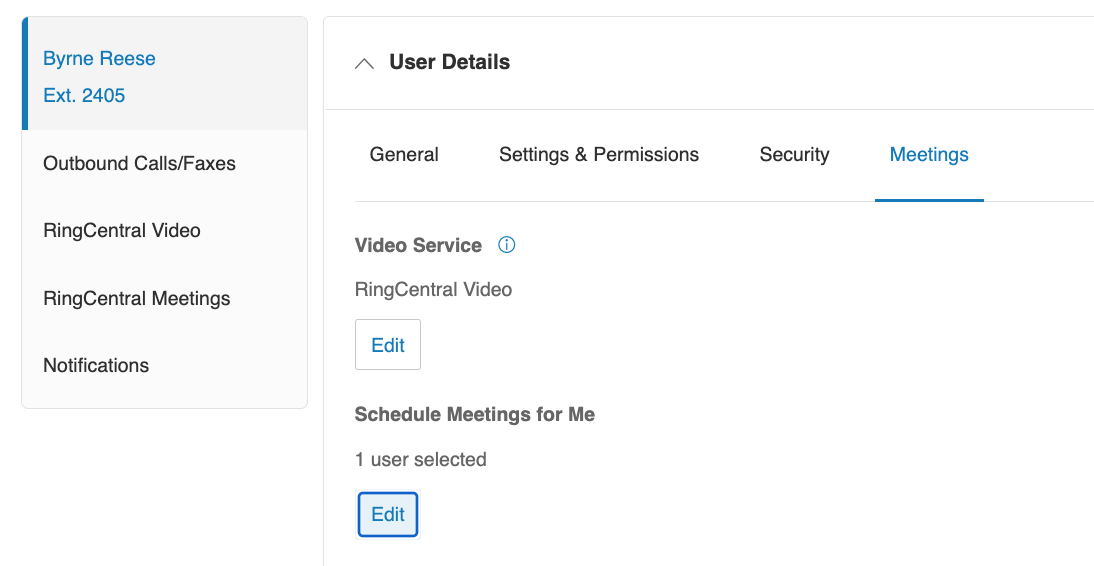 Byrne Reese
Ext. 2405
Outbound Calls/Faxes
RingCentral Video
RingCentral Meetings
Notifications
User Details
General Settings & Permissions Security Meetings
Video Service
RingCentral Video
Edit
Schedule Meetings for Me
1 user selected
Edit